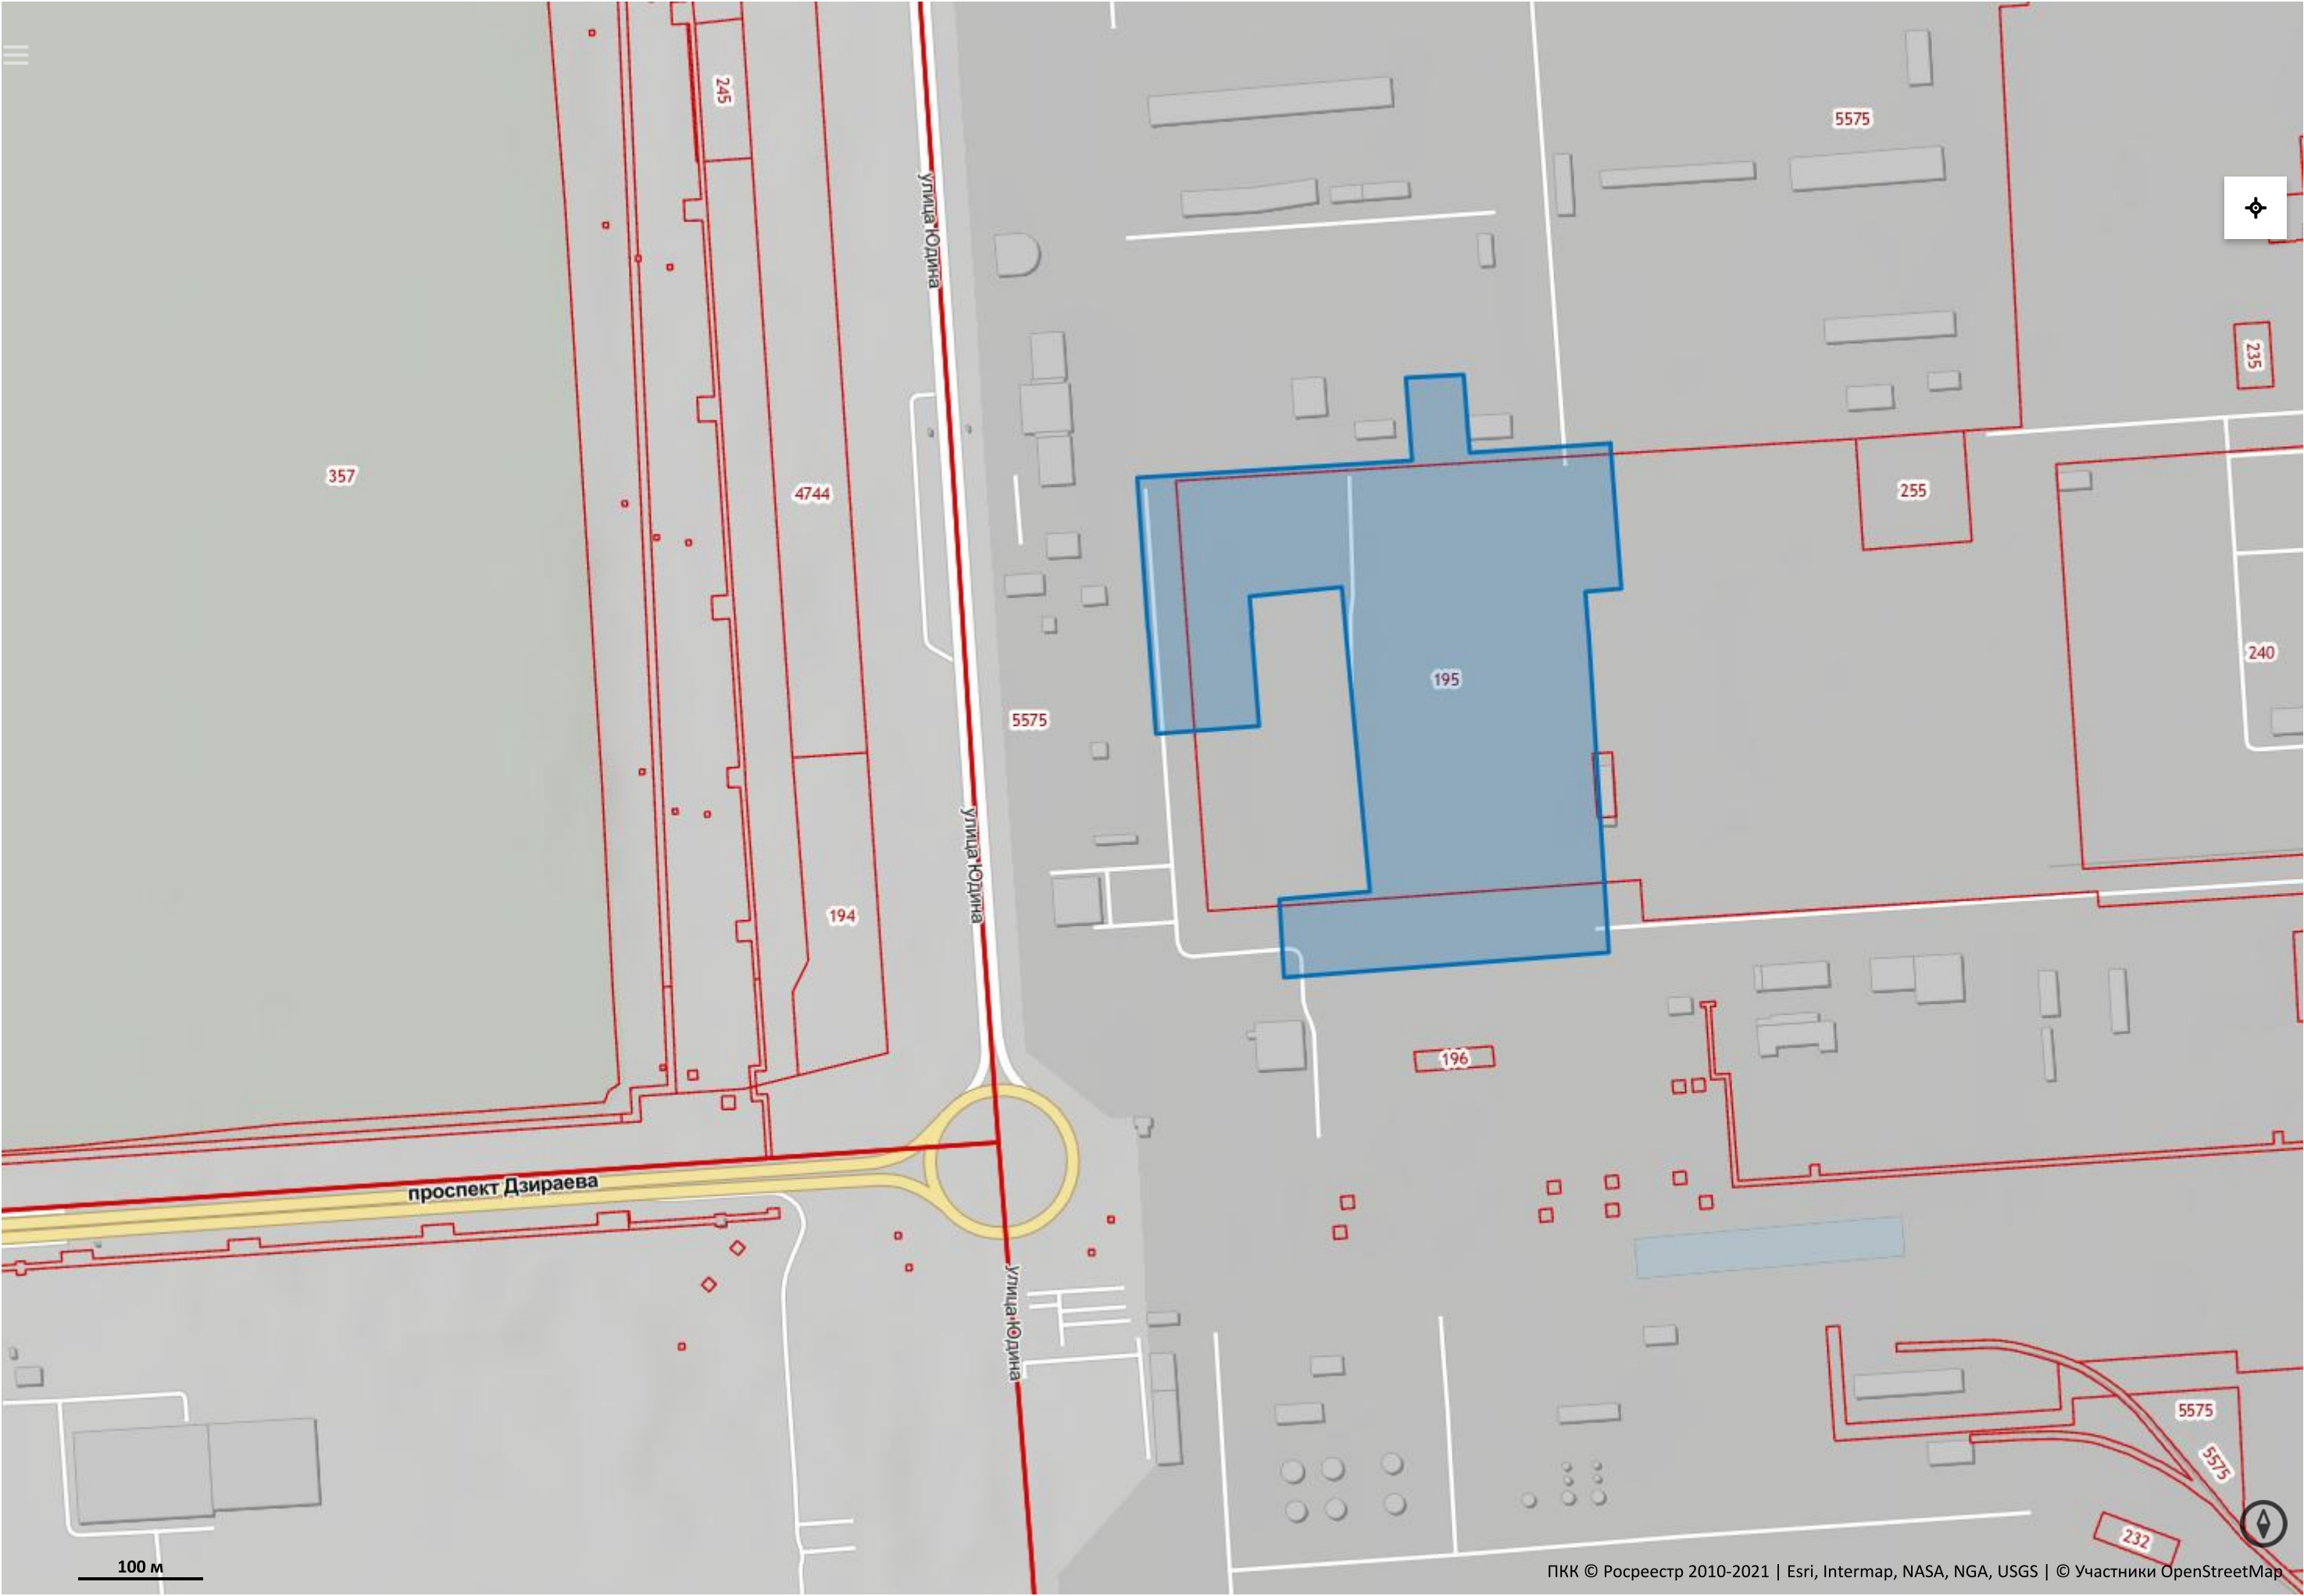 245
5575
улица Юдина
235
357
4744
255
240
195
5575
улица Юдина
194
196
проспект Дзираева
улица Юдина
5575
5575
232
100 м
ПКК © Росреестр 2010-2021 | Esri, Intermap, NASA, NGA, USGS | © Участники OpenStreetMap